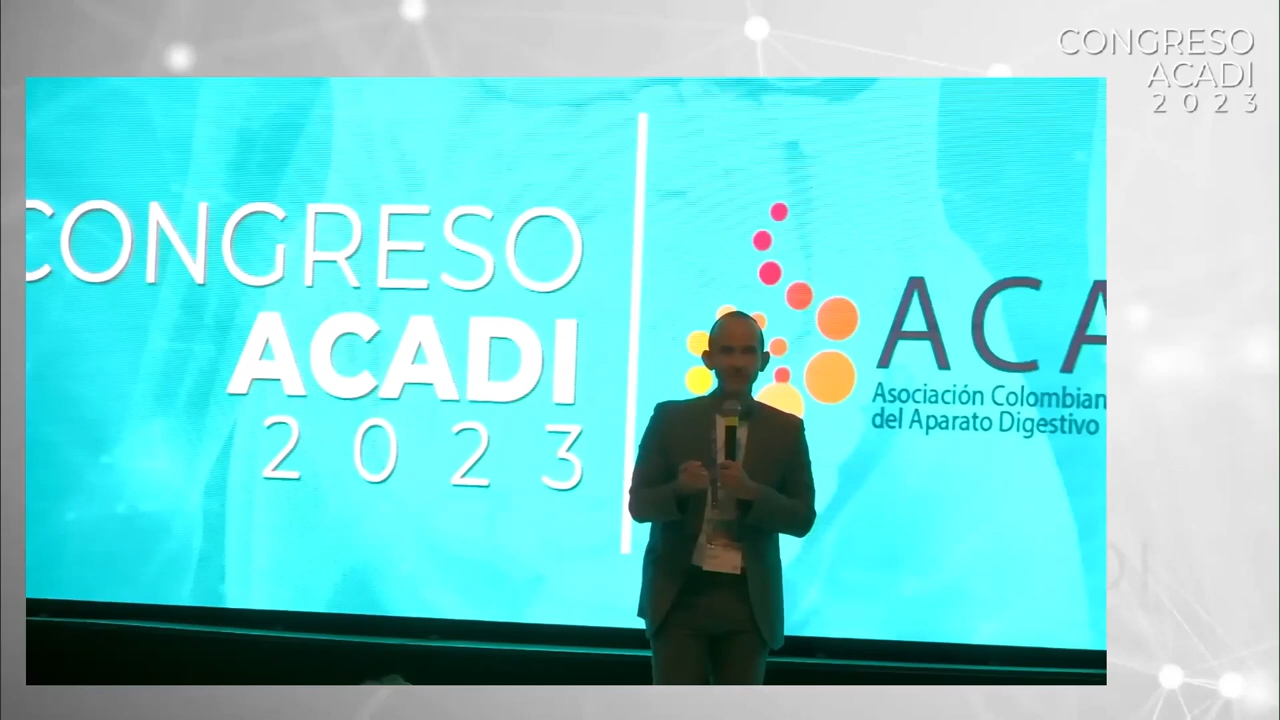 CONGRESO
ACADI
2023
CONGRESO
ACADI
2023
ACA
Asociación Colombian
del Aparato Digestivo